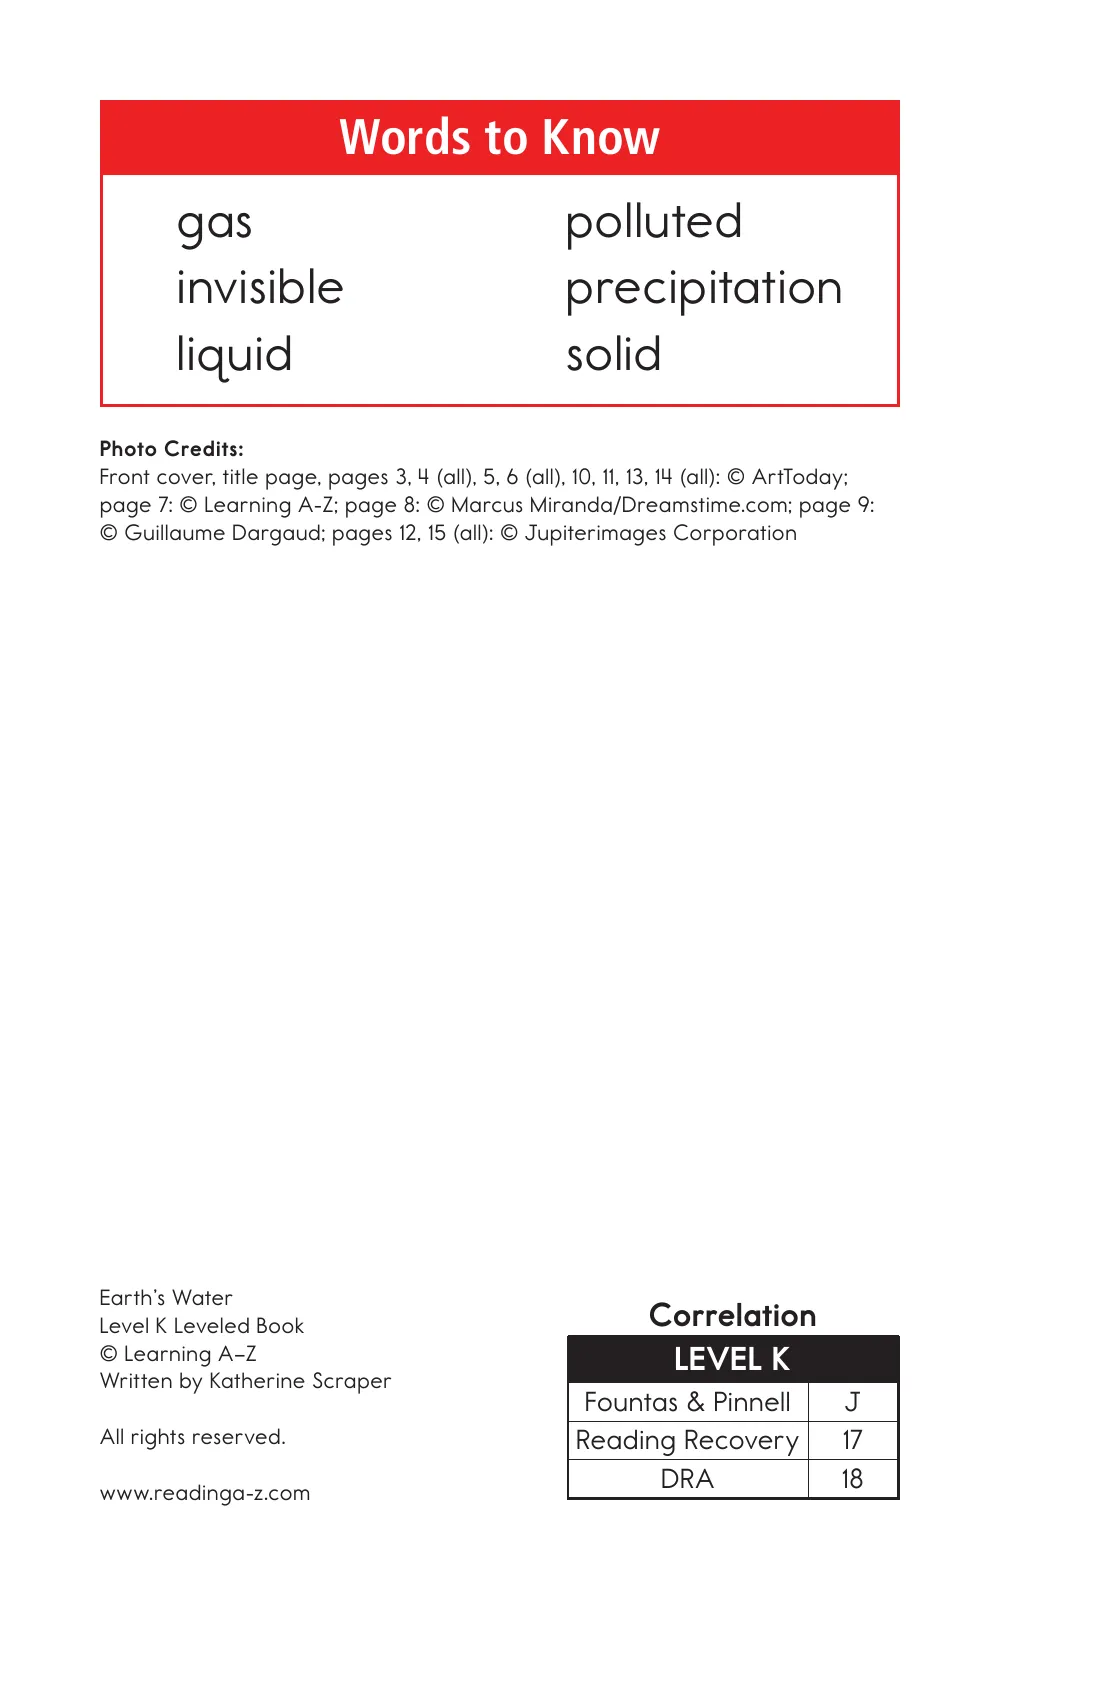 Words to Know
gas
invisible
liquid
polluted
precipitation
solid
Photo Credits:
Front cover, title page, pages 3, 4 (all), 5, 6 (all), 10, 11, 13, 14 (all): © ArtToday;
page 7: © Learning A-Z; page 8: © Marcus Miranda/Dreamstime.com; page 9:
© Guillaume Dargaud; pages 12, 15 (all): © Jupiterimages Corporation
Earth’s Water
Level K Leveled Book
© Learning A–Z
Written by Katherine Scraper
All rights reserved.
www.readinga-z.com
Correlation
LEVEL K
Fountas & Pinnell J
Reading Recovery 17
DRA 18